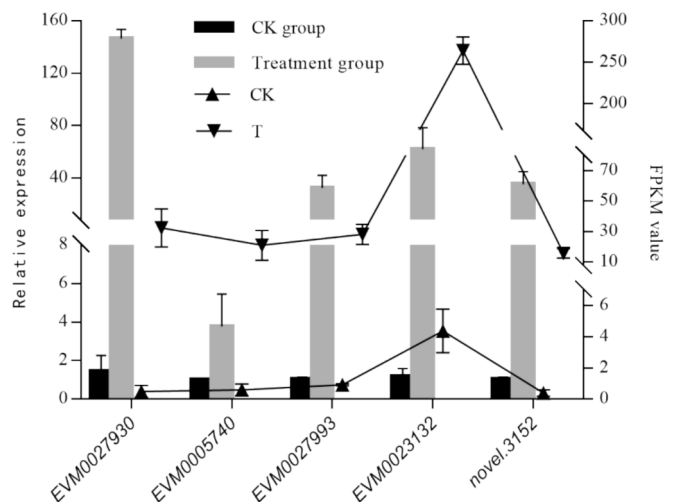 160
120
80
40
8
6
4
2
0
Relative expression
CK group
Treatment group
CK
T
300
250
200
70
50
30
10
6
4
2
0
FPKM value
EVM0027930
EVM0005740
EVM0027993
EVM0023132
novel.3152